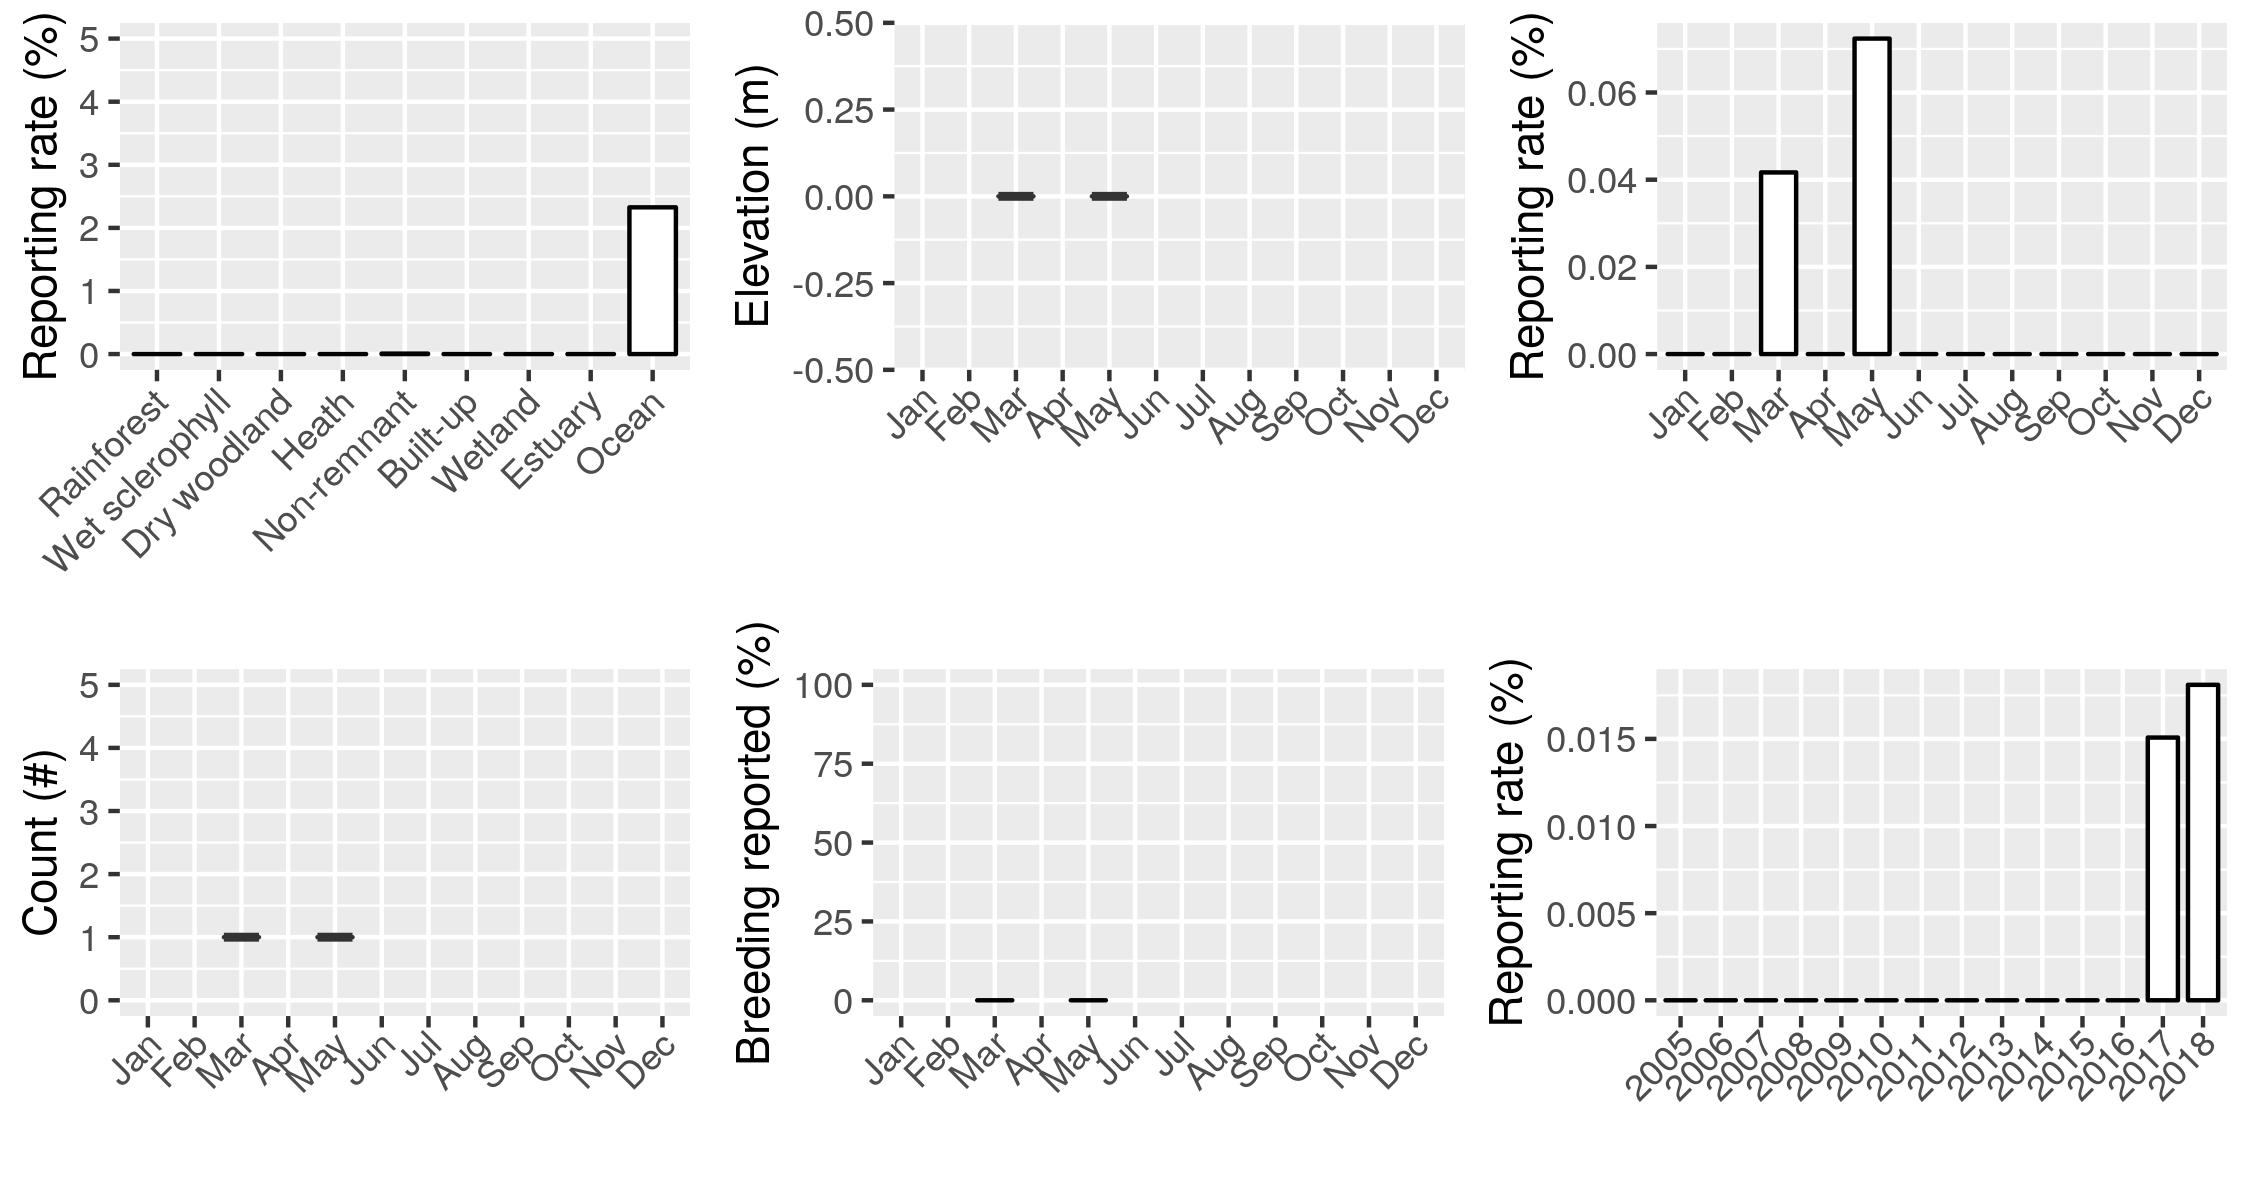 Reporting rate (%)
5
4
3
2
1
0
Rainforest
Wet sclerophyll
Dry woodland
Heath
Non-remnant
Built-up
Wetland
Estuary
Ocean
Elevation (m)
0.50
0.25
0.00
-0.25
-0.50
Jan
Feb
Mar
Apr
May
Jun
Jul
Aug
Sep
Oct
Nov
Dec
Reporting rate (%)
0.06
0.04
0.02
0.00
Jan
Feb
Mar
Apr
May
Jun
Jul
Aug
Sep
Oct
Nov
Dec
Count (#)
5
4
3
2
1
0
Jan
Feb
Mar
Apr
May
Jun
Jul
Aug
Sep
Oct
Nov
Dec
Breeding reported (%)
100
75
50
25
0
Jan
Feb
Mar
Apr
May
Jun
Jul
Aug
Sep
Oct
Nov
Dec
Reporting rate (%)
0.015
0.010
0.005
0.000
2005
2006
2007
2008
2009
2010
2011
2012
2013
2014
2015
2016
2017
2018